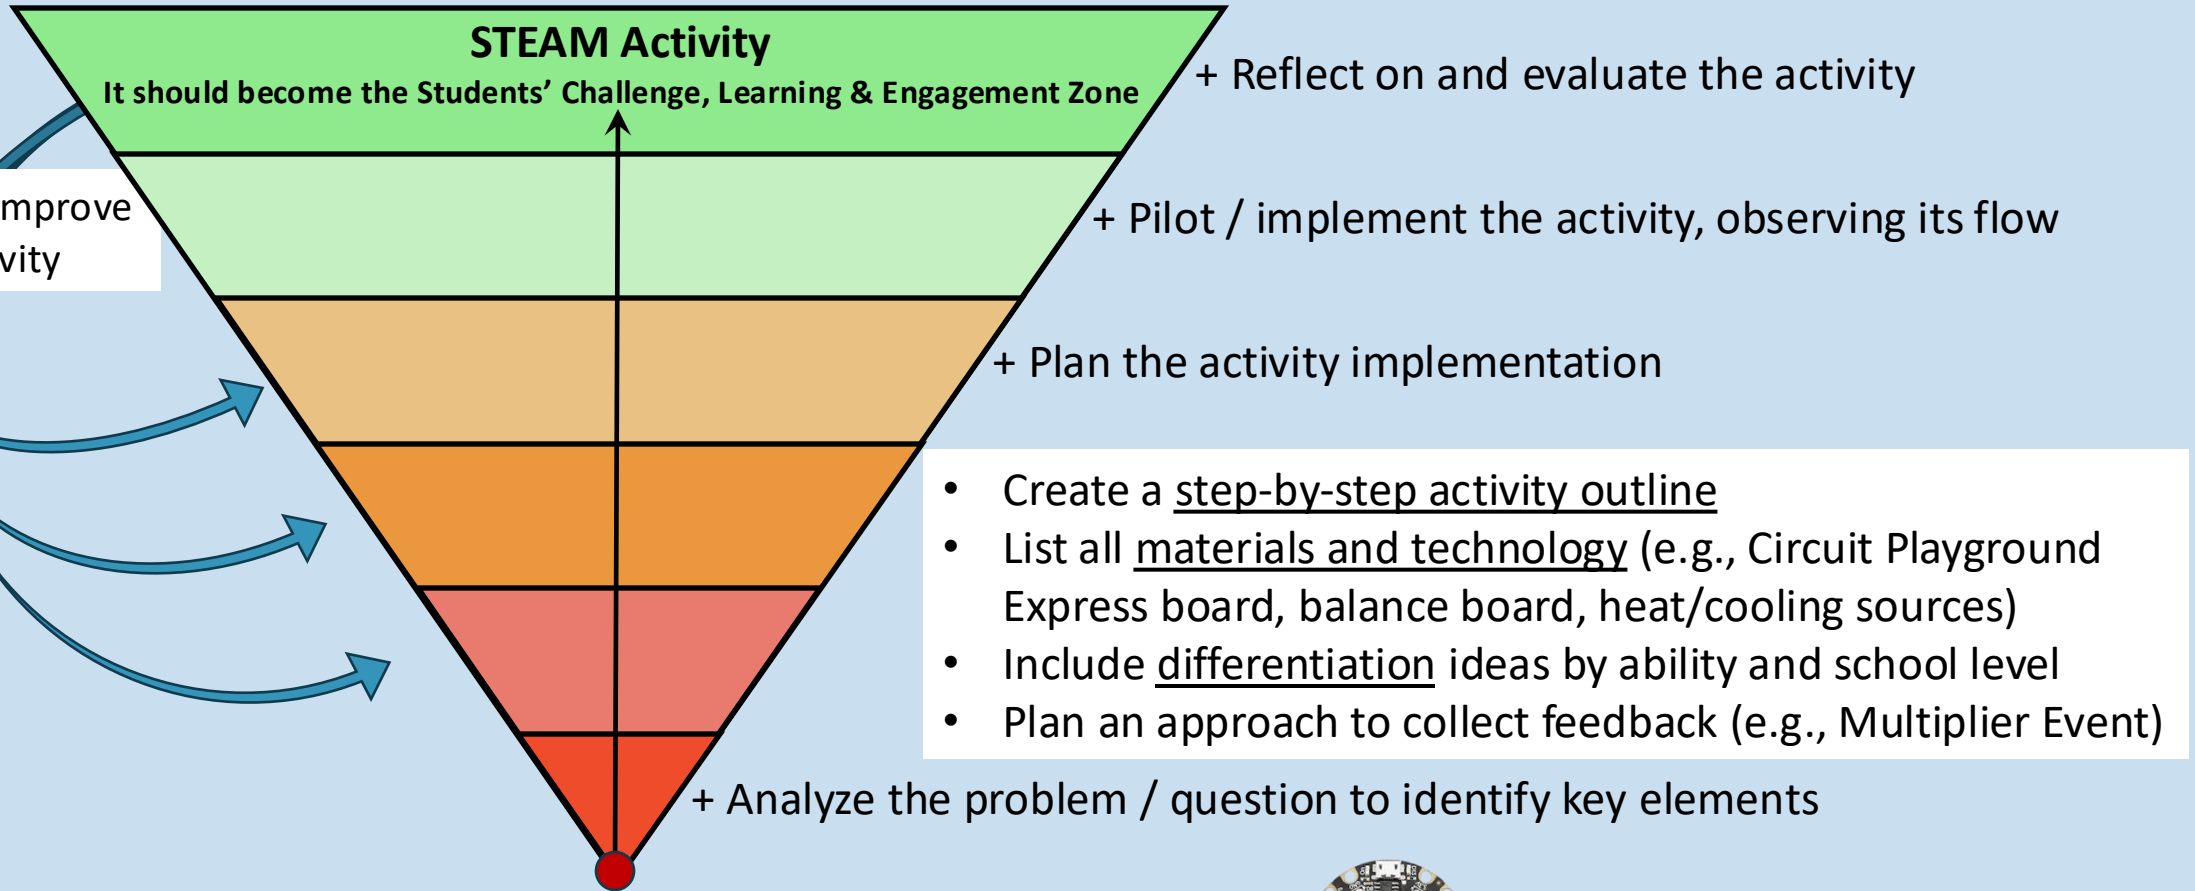 STEAM Activity
It should become the Students’ Challenge, Learning & Engagement Zone
+ Reflect on and evaluate the activity
+ Pilot / implement the activity, observing its flow
+ Plan the activity implementation
• Create a step-by-step activity outline
• List all materials and technology (e.g., Circuit Playground
Express board, balance board, heat/cooling sources)
• Include differentiation ideas by ability and school level
• Plan an approach to collect feedback (e.g., Multiplier Event)
+ Analyze the problem / question to identify key elements